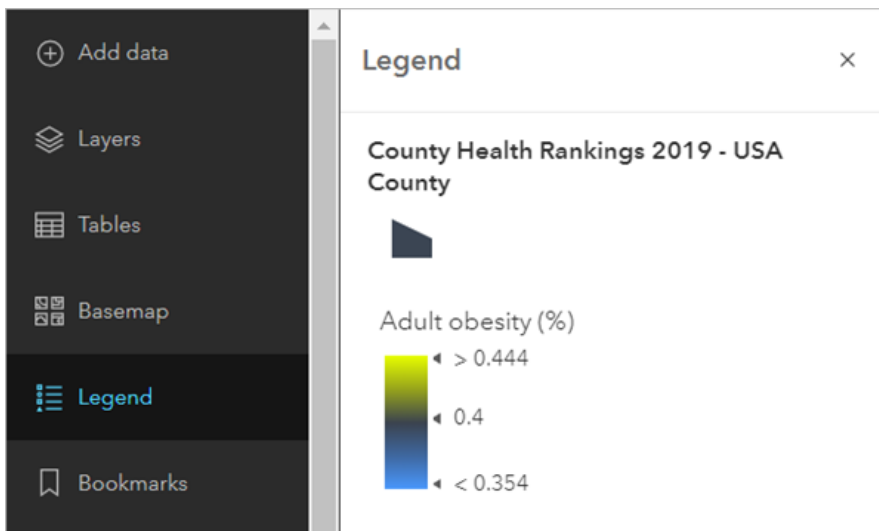 Add data
Layers
Tables
Basemap
Legend
Bookmarks
Legend
County Health Rankings 2019 - USA
County
Adult obesity (%)
> 0.444
0.4
< 0.354